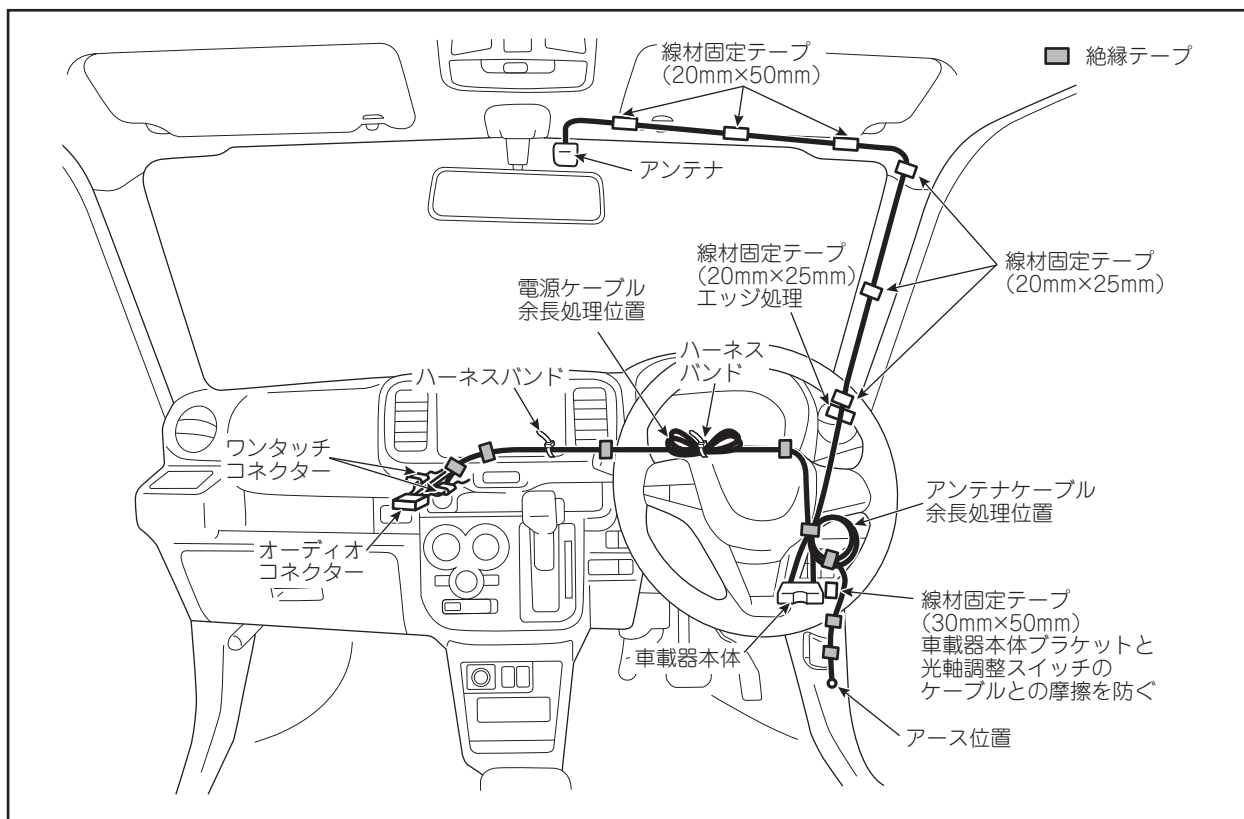 線材固定テープ
(20mm×50mm)
絶縁テープ
アンテナ
線材固定テープ
(20mm×25mm)
エッジ処理
線材固定テープ
(20mm×25mm)
電源ケーブル
余長処理位置
ハーネス
バンド
ハーネスバンド
ワンタッチ
コネクター
アンテナケーブル
余長処理位置
オーディオ
コネクター
線材固定テープ
(30mm×50mm)
車載器本体ブラケットと
光軸調整スイッチの
ケーブルとの摩擦を防ぐ
車載器本体
アース位置